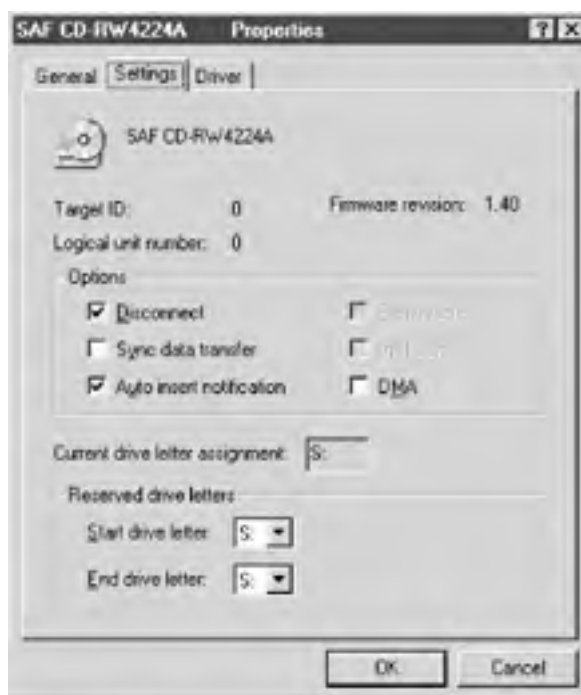 SAF CD-RW4224A Properties
General Settings Driver
SAF CD-RW4224A
Target ID: 0 Firmware revision: 1.40
Logical unit number: 0
Options
Disconnect
Sync data transfer
Auto insert notification DMA
Current drive letter assignment: S:
Reserved drive letters
Start drive letter: S:
End drive letter: S:
OK Cancel